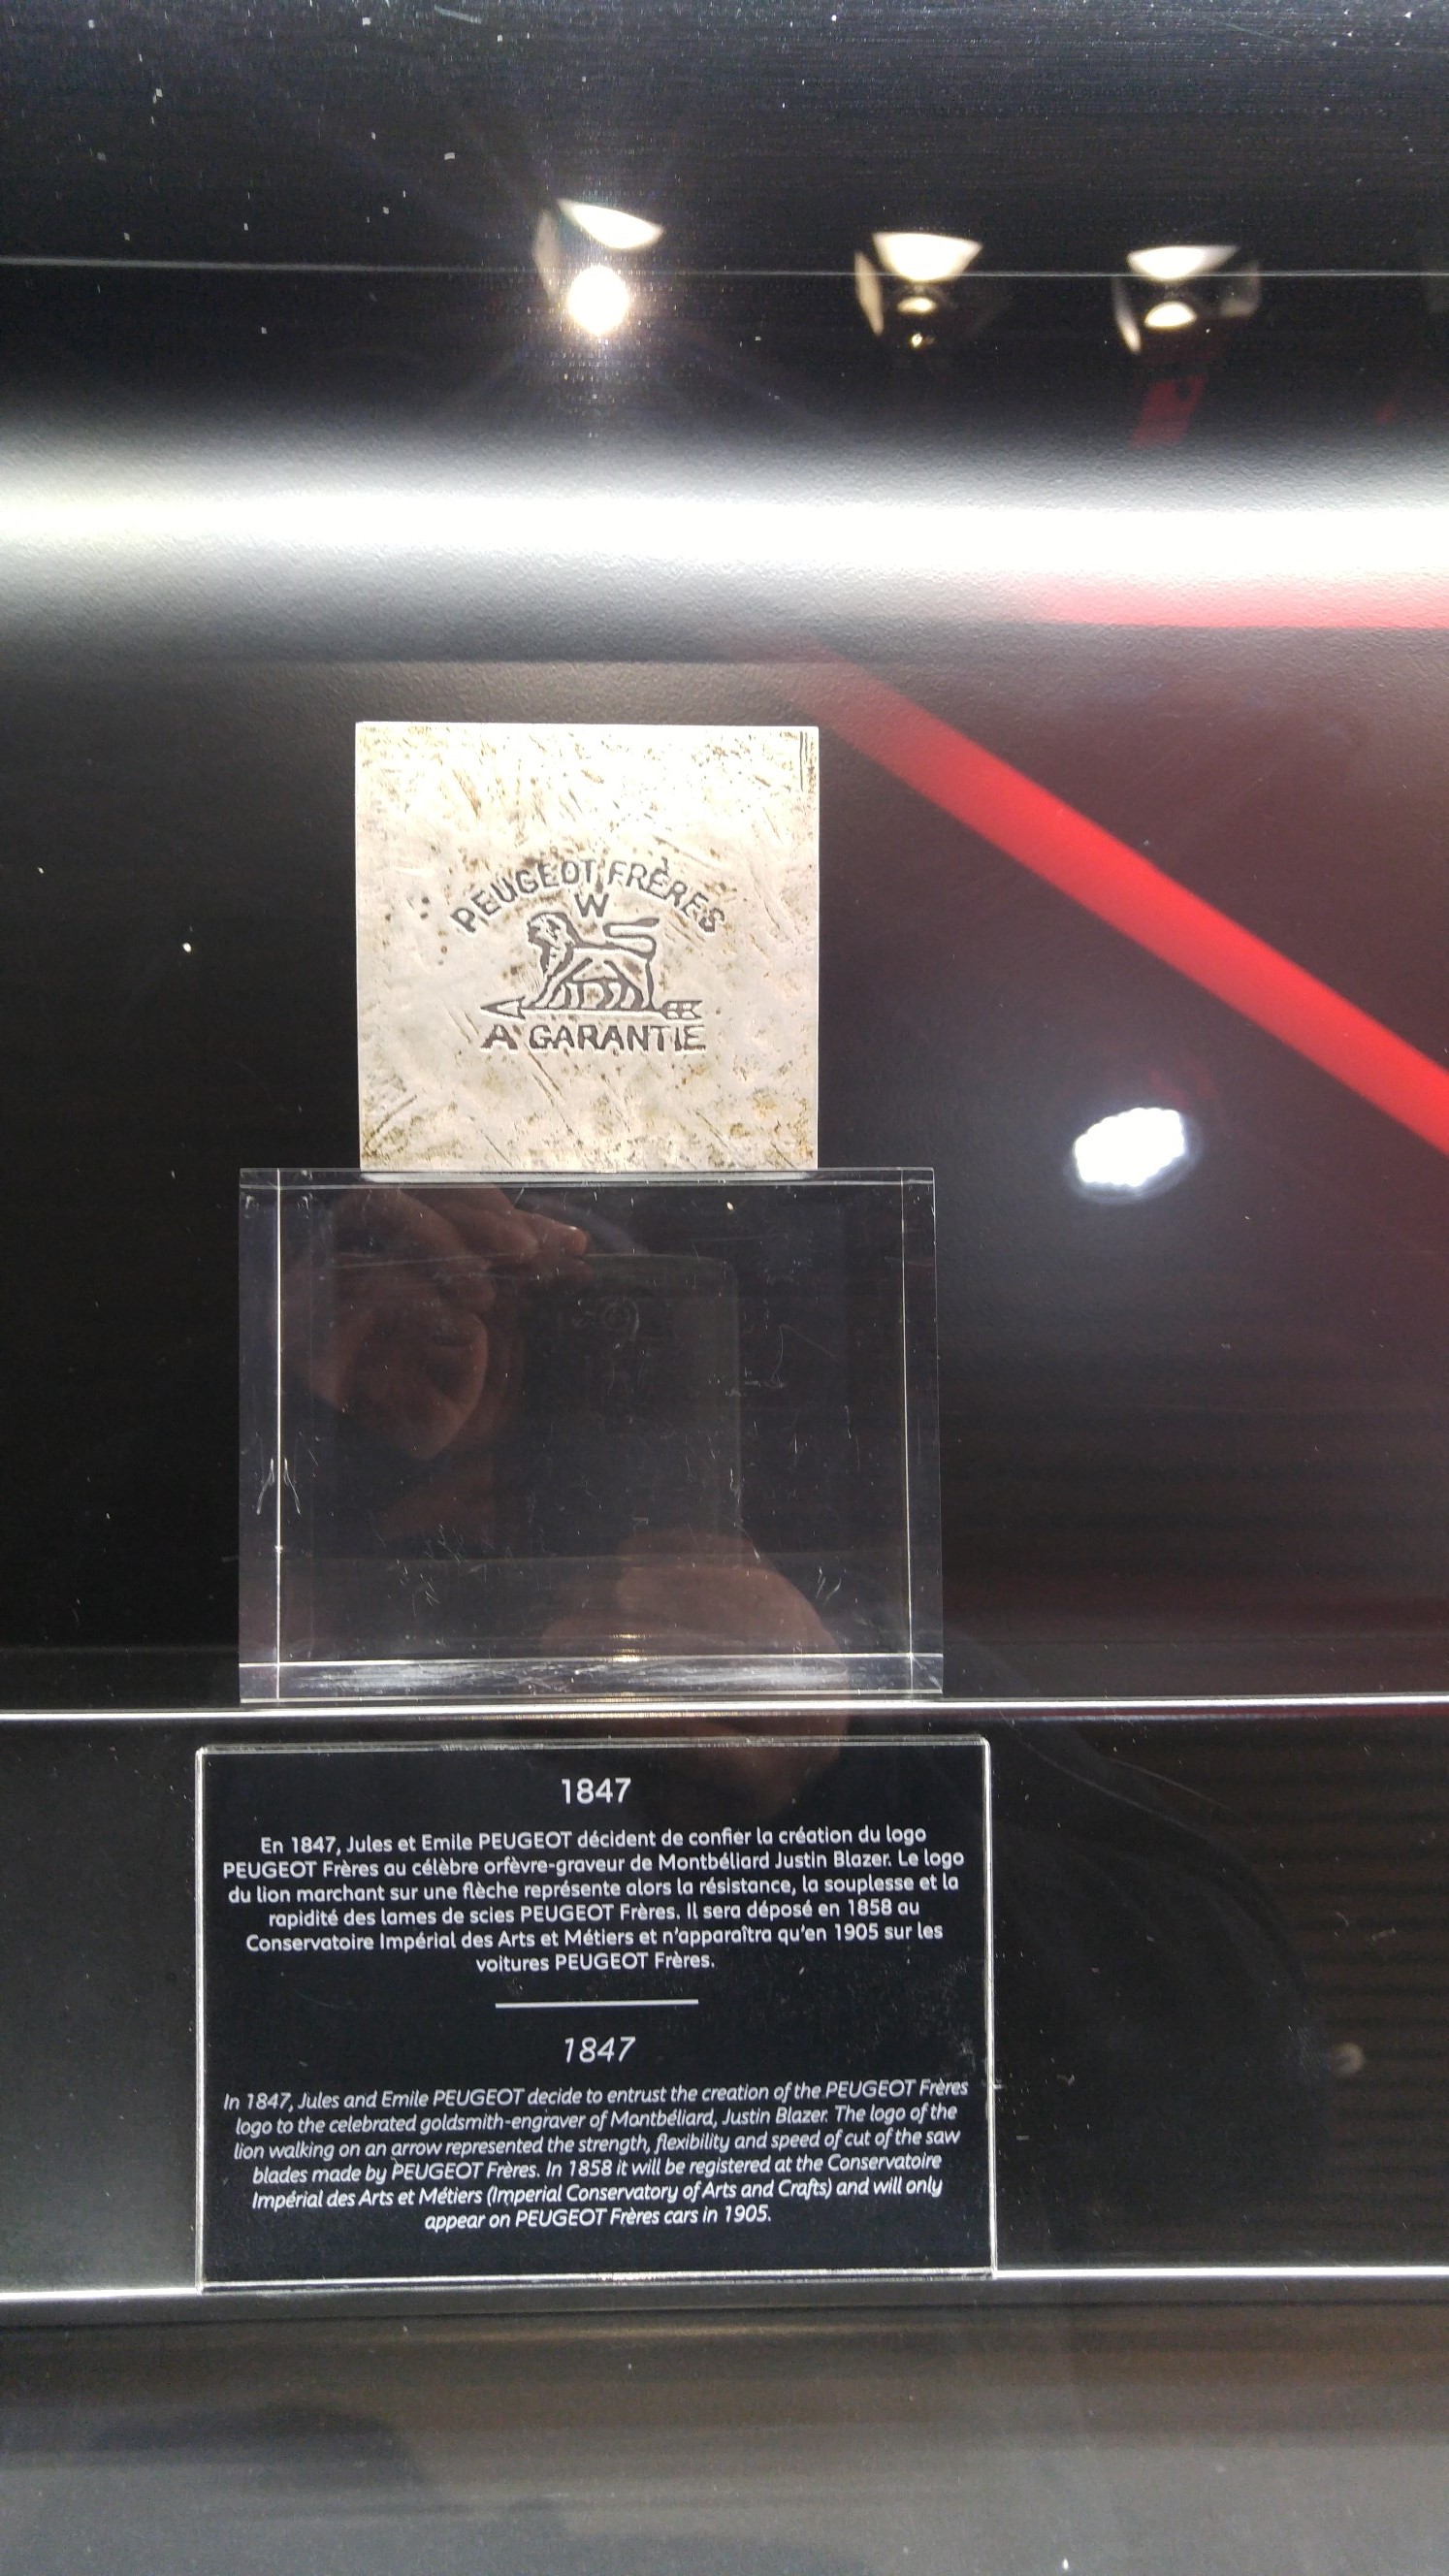 PEUGEOT FRÈRES
W
A GARANTIE
1847
En 1847, Jules et Emile PEUGEOT décident de confier la création du logo
PEUGEOT Frères au célèbre orfèvre-graveur de Montbéliard Justin Blazer. Le logo
du lion marchant sur une flèche représente alors la résistance, la souplesse et la
rapidité des lames de scies PEUGEOT Frères. Il sera déposé en 1858 au
Conservatoire Impérial des Arts et Métiers et n'apparaîtra qu'en 1905 sur les
voitures PEUGEOT Frères.
1847
In 1847, Jules and Emile PEUGEOT decide to entrust the creation of the PEUGEOT Frères
logo to the celebrated goldsmith-engraver of Montbéliard, Justin Blazer. The logo of the
lion walking on an arrow represented the strength, flexibility and speed of cut of the saw
blades made by PEUGEOT Frères. In 1858 it will be registered at the Conservatoire
Impérial des Arts et Métiers (Imperial Conservatory of Arts and Crafts) and will only
appear on PEUGEOT Frères cars in 1905.